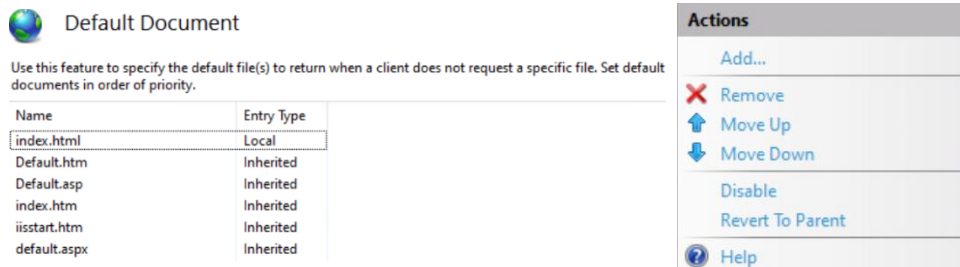 Default Document
Use this feature to specify the default file(s) to return when a client does not request a specific file. Set default
documents in order of priority.
Name Entry Type
index.html Local
Default.htm Inherited
Default.asp Inherited
index.htm Inherited
iisstart.htm Inherited
default.aspx Inherited
Actions
Add...
Remove
Move Up
Move Down
Disable
Revert To Parent
Help